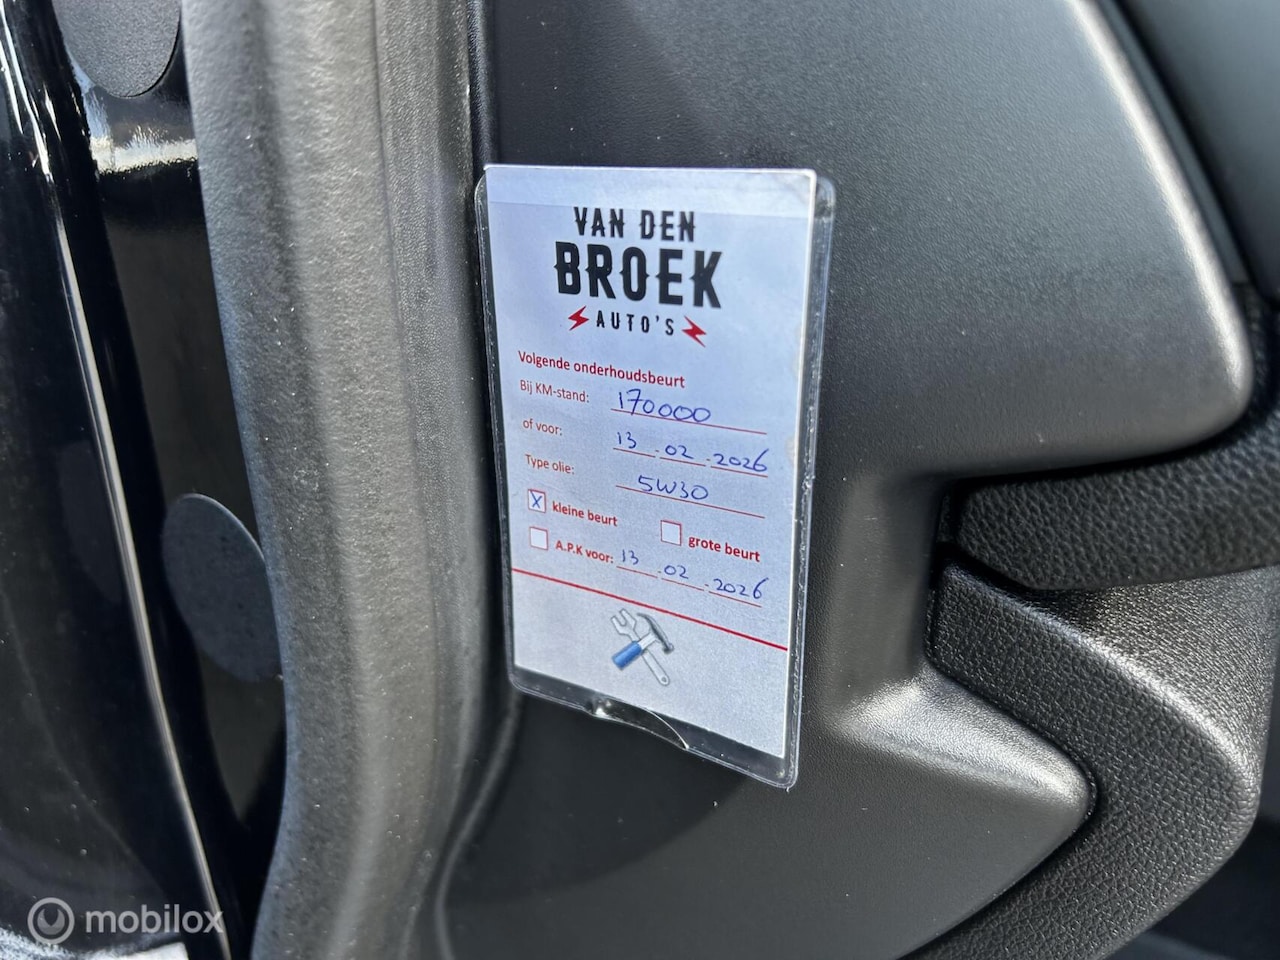 VAN DEN
BROEK
AUTO'S
Volgende onderhoudsbeurt
Bij KM-stand: 170000
of voor: 13 . 02 . 2026
Type olie: 5W30
X kleine beurt grote beurt
A.P.K voor: 13 . 02 . 2026
mobilox